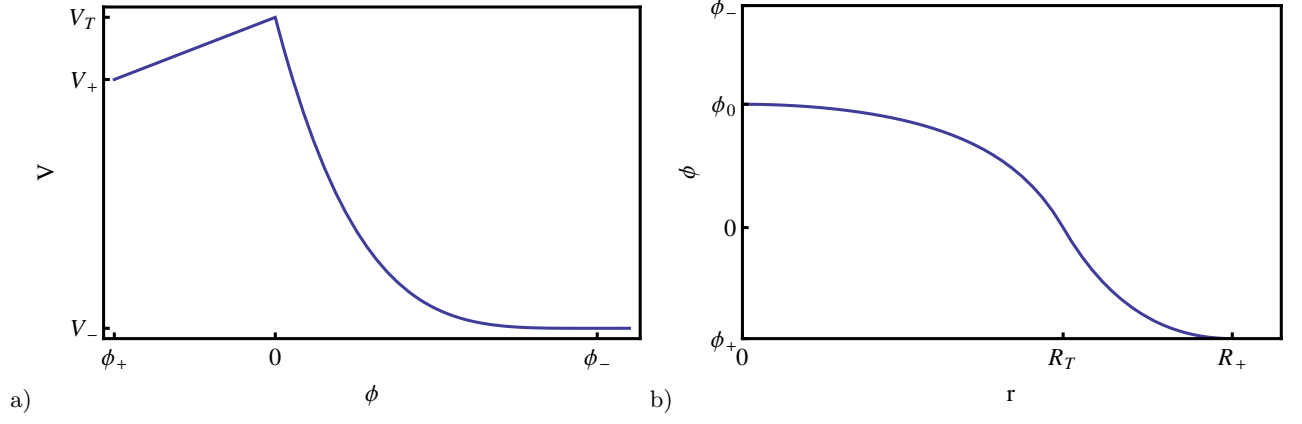 V_T
V_+
V
V_-
ϕ_+ 0 ϕ_-
ϕ
a)
ϕ_-
ϕ_0
ϕ
0
ϕ_+
0 R_T R_+
r
b)